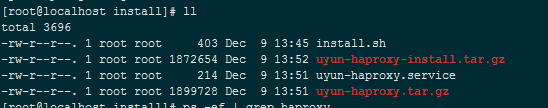 [root@localhost install]# ll
total 3696
-rw-r--r--. 1 root root     403 Dec  9 13:45 install.sh
-rw-r--r--. 1 root root 1872654 Dec  9 13:52 uyun-haproxy-install.tar.gz
-rw-r--r--. 1 root root     214 Dec  9 13:51 uyun-haproxy.service
-rw-r--r--. 1 root root 1899728 Dec  9 13:51 uyun-haproxy.tar.gz
[root@localhost install]# ps -ef | grep haproxy